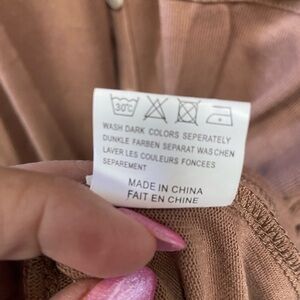 30°C
WASH DARK COLORS SEPERATELY
DUNKLE FARBEN SEPARAT WASCHEN
LAVER LES COULEURS FONCEES
SEPAREMENT
MADE IN CHINA
FAIT EN CHINE